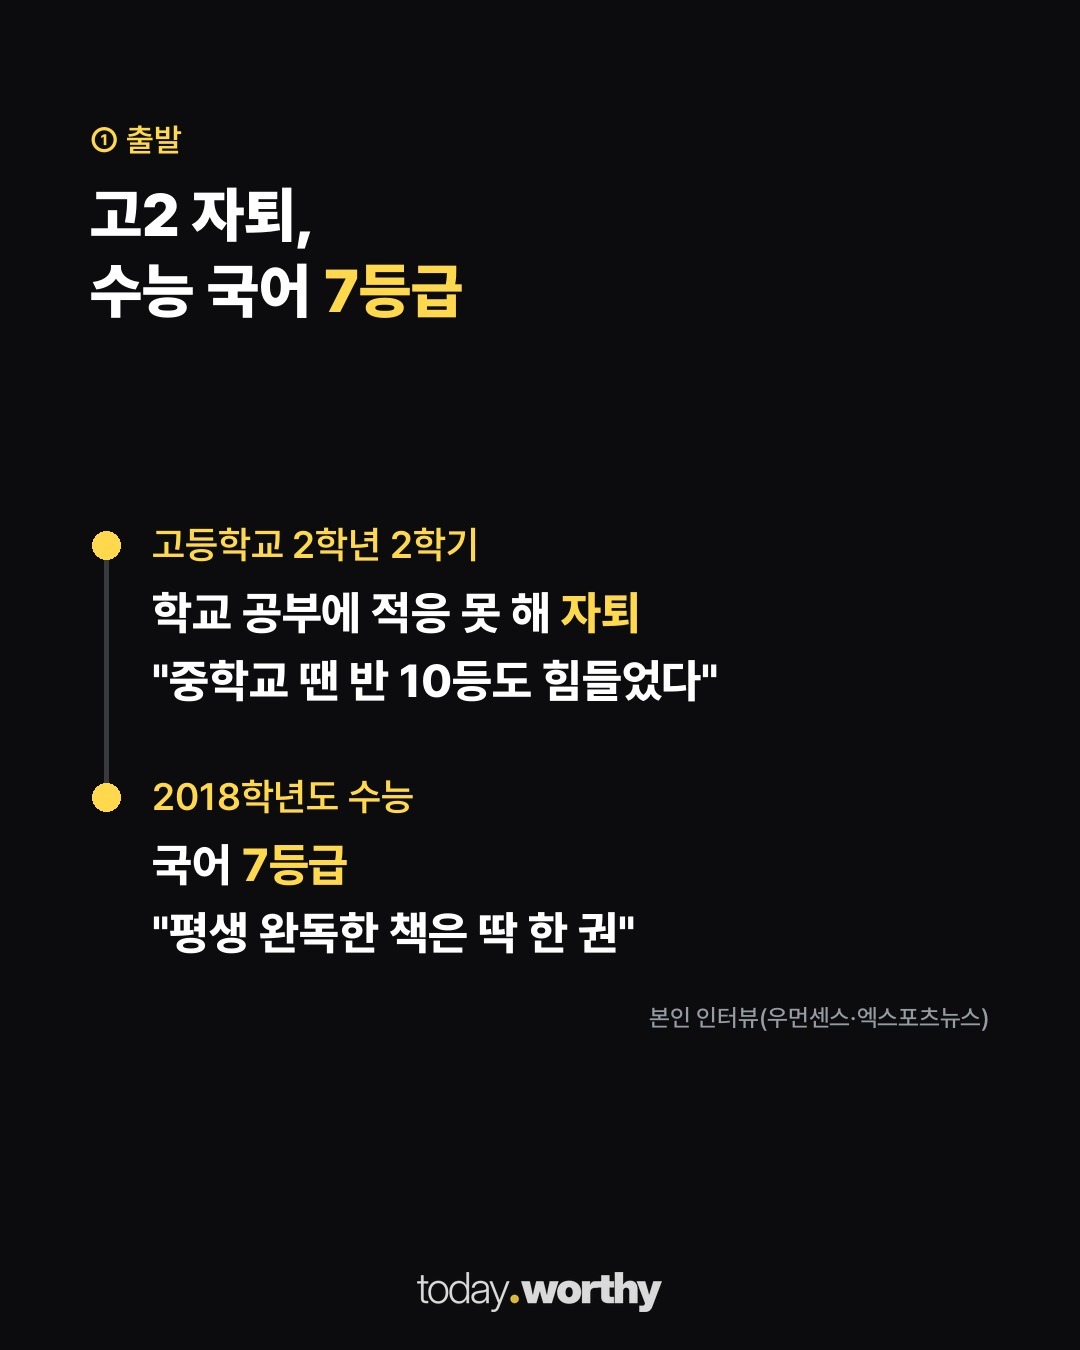 ① 출발
고2 자퇴,
수능 국어 7등급
고등학교 2학년 2학기
학교 공부에 적응 못 해 자퇴
"중학교 땐 반 10등도 힘들었다"
2018학년도 수능
국어 7등급
"평생 완독한 책은 딱 한 권"
본인 인터뷰(우먼센스·엑스포츠뉴스)
today.worthy